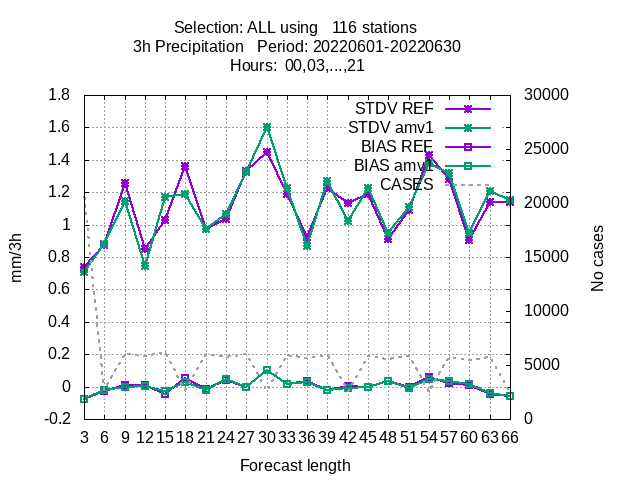 Selection: ALL using   116 stations
3h Precipitation   Period: 20220601-20220630
Hours:  00,03,...,21
1.8
1.6
1.4
1.2
1
0.8
0.6
0.4
0.2
0
-0.2
mm/3h
STDV REF
STDV amv1
BIAS REF
BIAS amv1
CASES
30000
25000
20000
15000
10000
5000
0
No cases
3 6 9 12 15 18 21 24 27 30 33 36 39 42 45 48 51 54 57 60 63 66
Forecast length